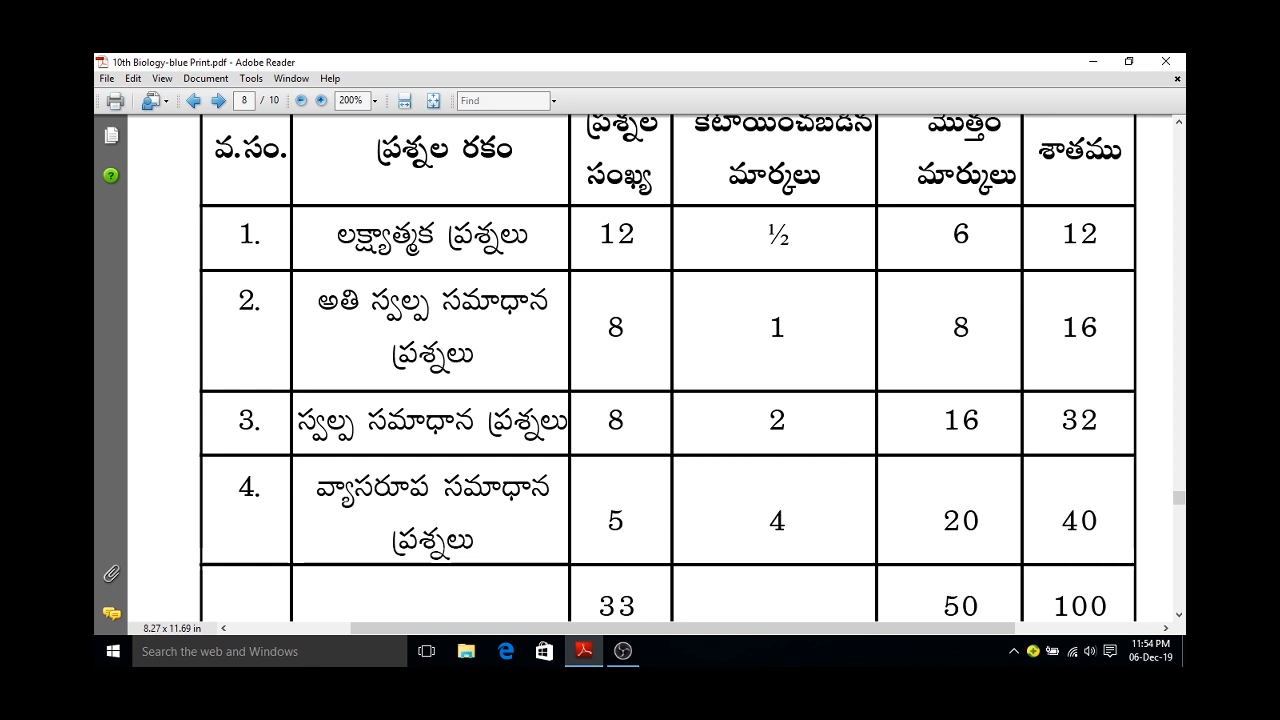 10th Biology-blue Print.pdf - Adobe Reader
File Edit View Document Tools Window Help
8 / 10 200% Find
వ.సం. ప్రశ్నల రకం ప్రశ్నల సంఖ్య కేటాయించబడిన మార్కలు మొత్తం మార్కులు శాతము
1. లక్ష్యాత్మక ప్రశ్నలు 12 ½ 6 12
2. అతి స్వల్ప సమాధాన
ప్రశ్నలు 8 1 8 16
3. స్వల్ప సమాధాన ప్రశ్నలు 8 2 16 32
4. వ్యాసరూప సమాధాన
ప్రశ్నలు 5 4 20 40
33 50 100
8.27 x 11.69 in
Search the web and Windows
11:54 PM
06-Dec-19